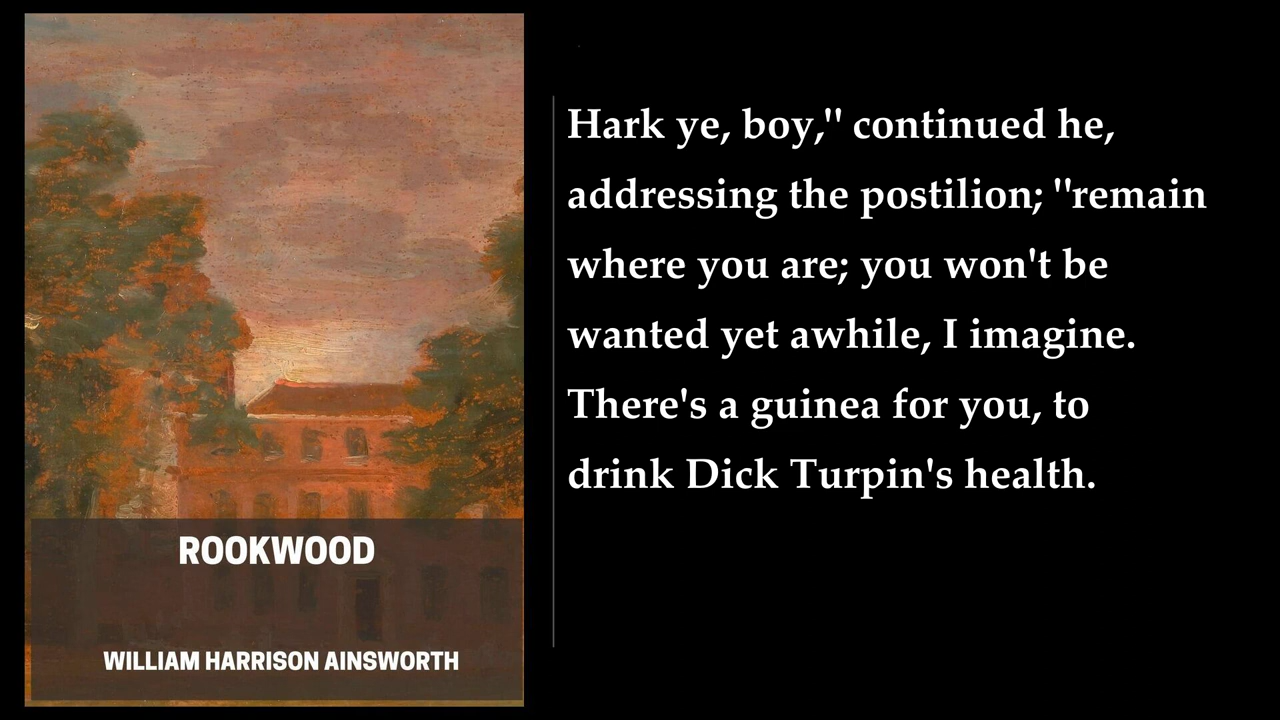 Hark ye, boy," continued he,
addressing the postilion; "remain
where you are; you won't be
wanted yet awhile, I imagine.
There's a guinea for you, to
drink Dick Turpin's health.
ROOKWOOD
WILLIAM HARRISON AINSWORTH